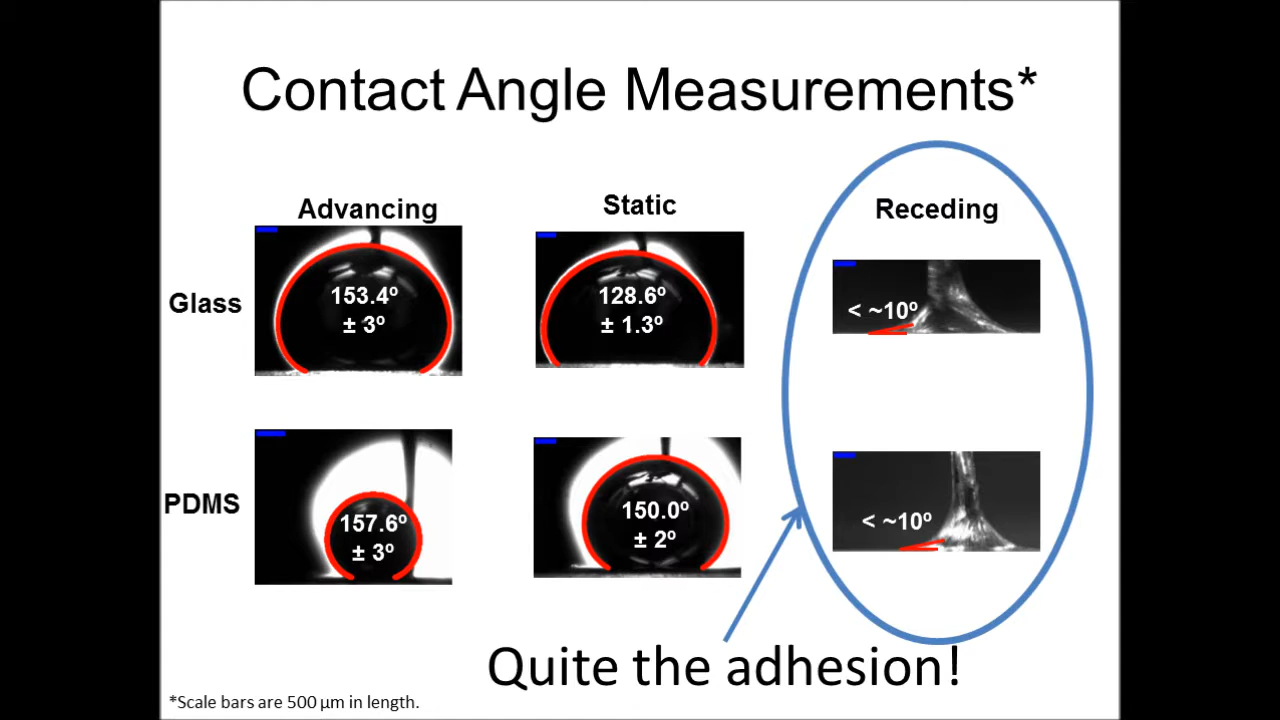 Contact Angle Measurements*
Advancing
Static
Receding
Glass
153.4º
± 3º
128.6º
± 1.3º
< ~10º
PDMS
157.6º
± 3º
150.0º
± 2º
< ~10º
Quite the adhesion!
*Scale bars are 500 µm in length.